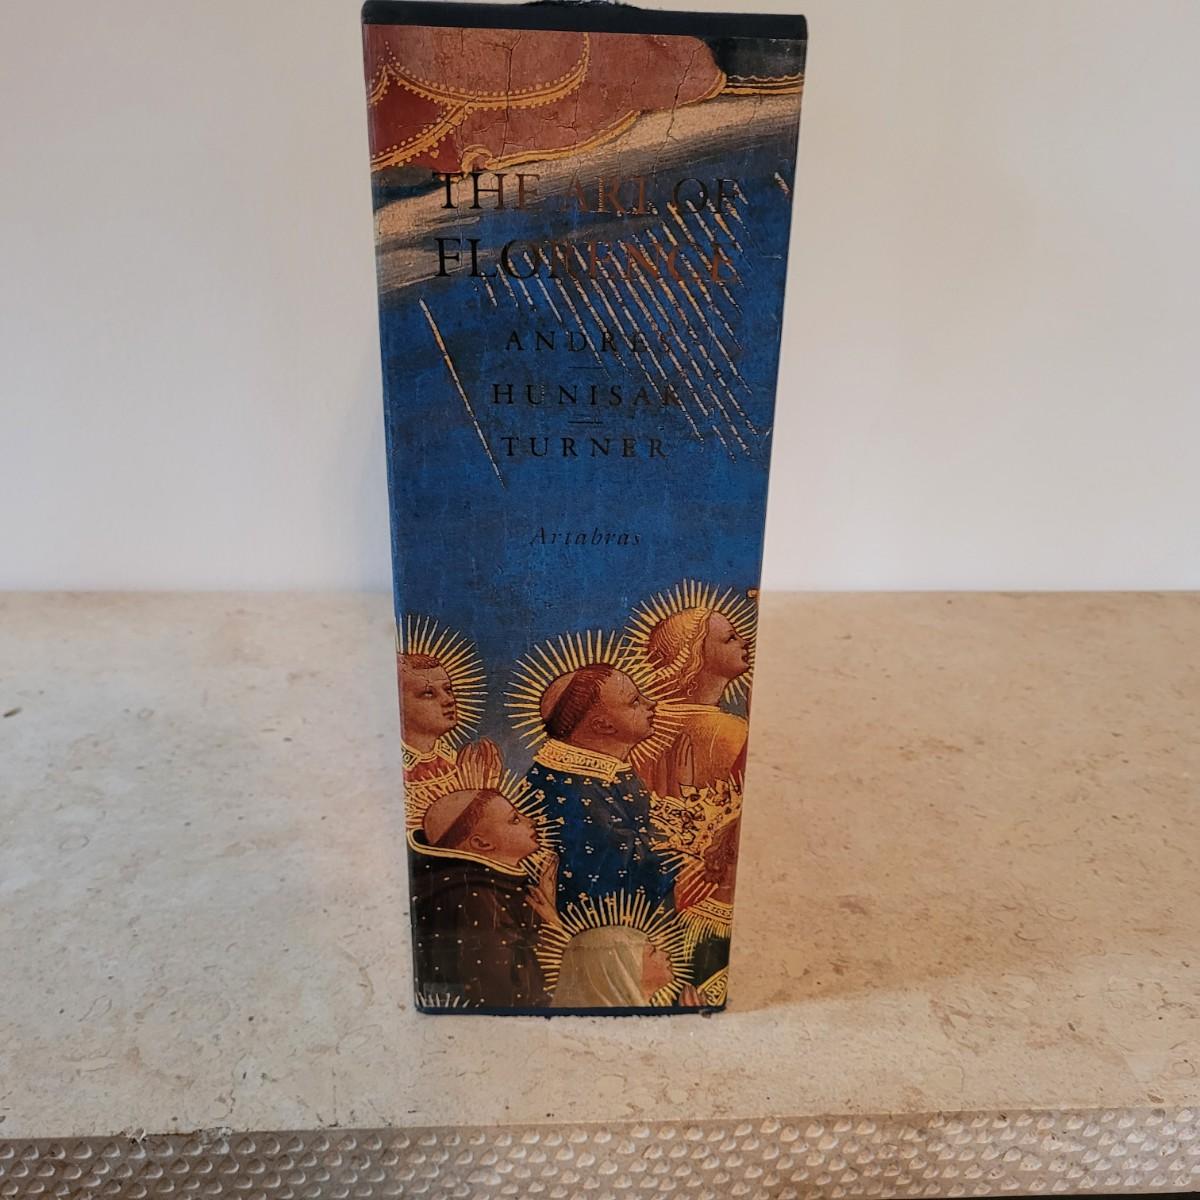 THE ART OF
FLORENCE
ANDRES
HUNISAK
TURNER
Artabras